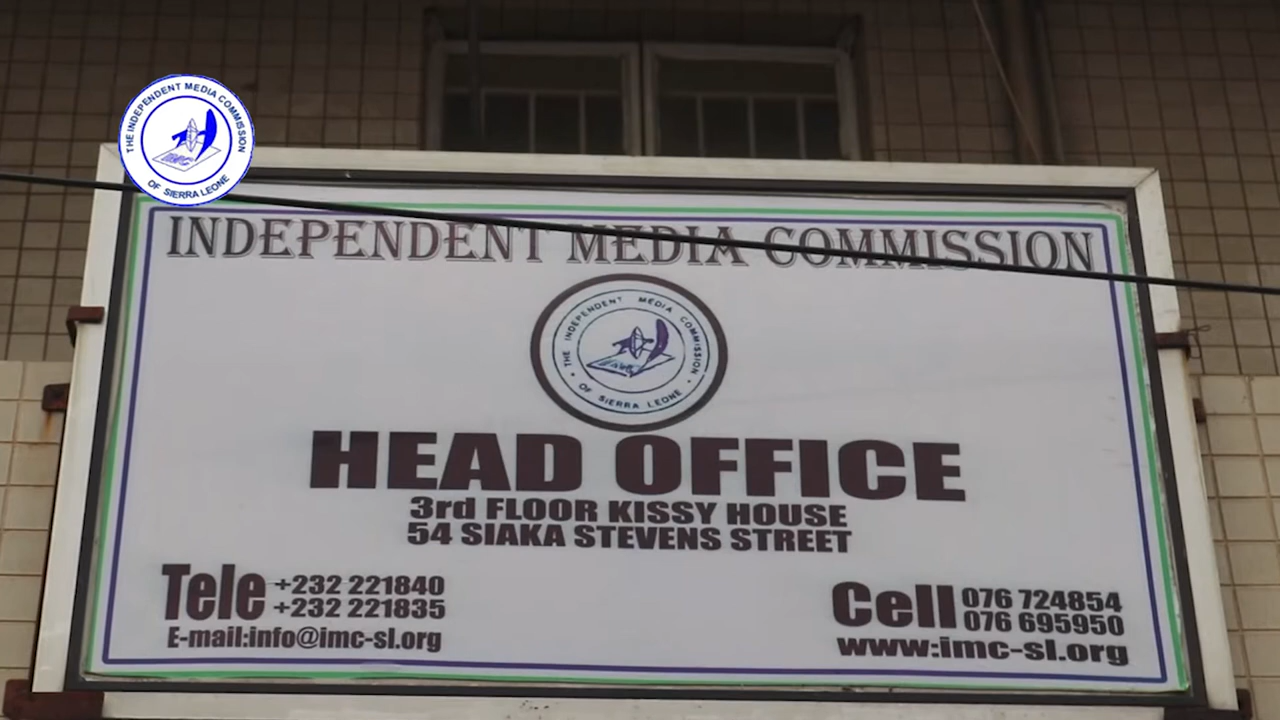 THE INDEPENDENT MEDIA COMMISSION
OF SIERRA LEONE
INDEPENDENT MEDIA COMMISSION
THE INDEPENDENT MEDIA COMMISSION
OF SIERRA LEONE
HEAD OFFICE
3rd FLOOR KISSY HOUSE
54 SIAKA STEVENS STREET
Tele +232 221840
+232 221835
E-mail:info@imc-sl.org
Cell 076 724854
076 695950
www:imc-sl.org